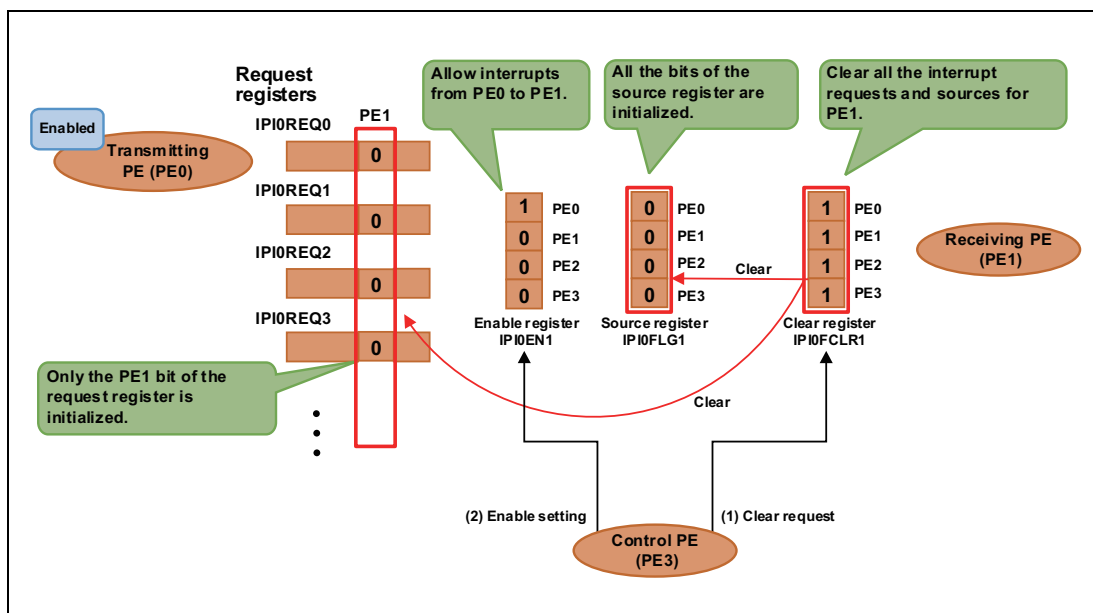 Allow interrupts
from PE0 to PE1.
All the bits of the
source register are
initialized.
Clear all the interrupt
requests and sources for
PE1.
Request
registers
Enabled
Transmitting
PE (PE0)
IPI0REQ0
PE1
0
IPI0REQ1
0
IPI0REQ2
0
IPI0REQ3
0
1 PE0
0 PE1
0 PE2
0 PE3
Enable register
IPI0EN1
0 PE0
0 PE1
0 PE2
0 PE3
Source register
IPI0FLG1
Clear
1 PE0
1 PE1
1 PE2
1 PE3
Clear register
IPI0FCLR1
Receiving PE
(PE1)
Only the PE1 bit of the
request register is
initialized.
Clear
(2) Enable setting
(1) Clear request
Control PE
(PE3)